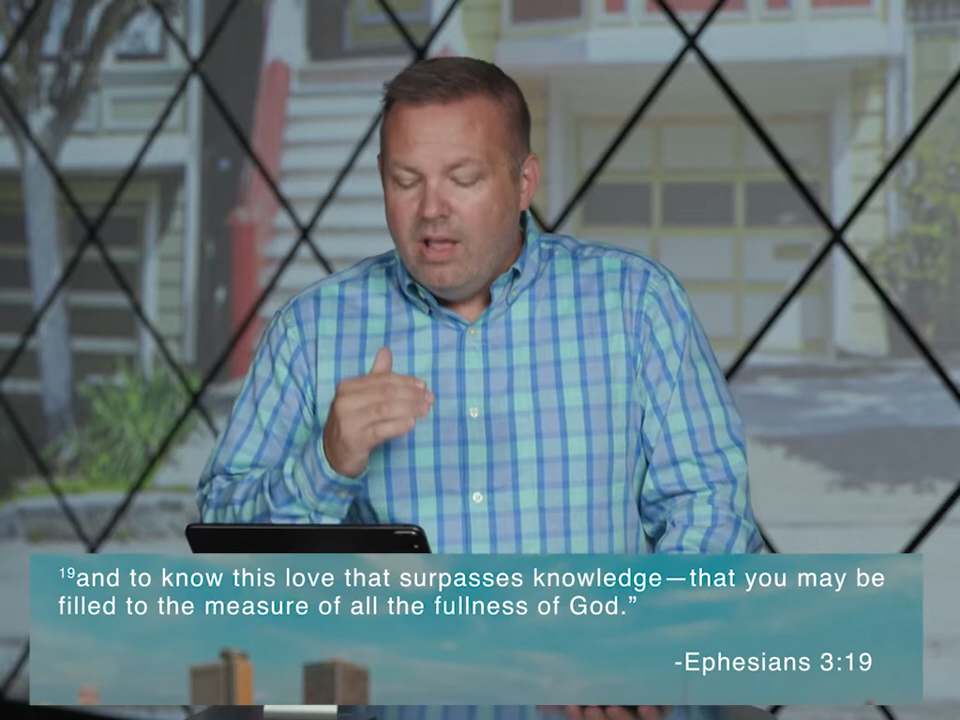 ¹⁹and to know this love that surpasses knowledge—that you may be
filled to the measure of all the fullness of God.”
-Ephesians 3:19